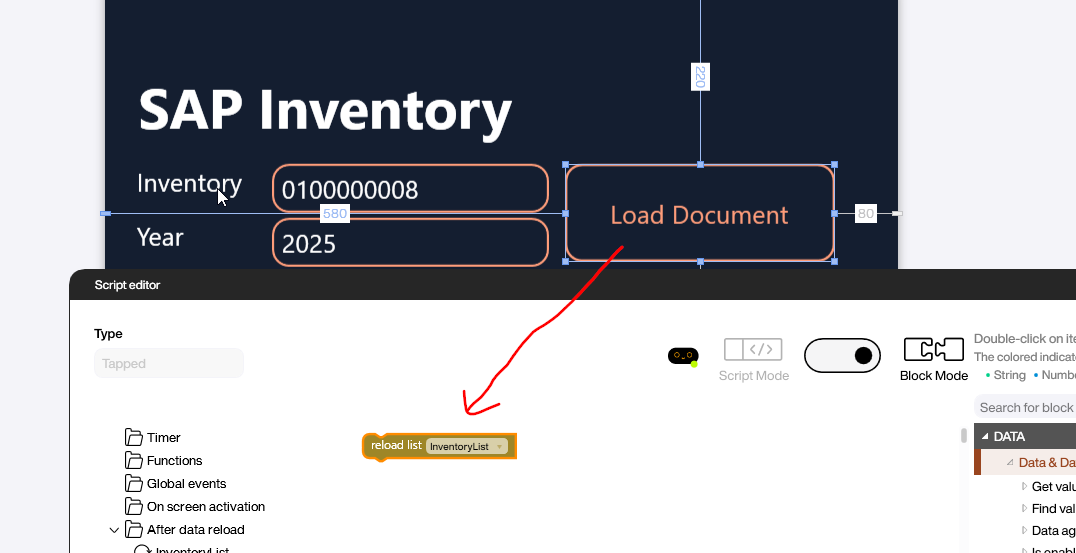 220
SAP Inventory
Inventory
0100000008
Load Document
580
80
Year
2025
Script editor
Type
Tapped
Script Mode
Block Mode
Double-click on ite
The colored indicat
String
Numbe
Search for block
Timer
Functions
Global events
On screen activation
After data reload
InventoryList
reload list InventoryList
DATA
Data & Da
Get valu
Find val
Data ag
Is enabl